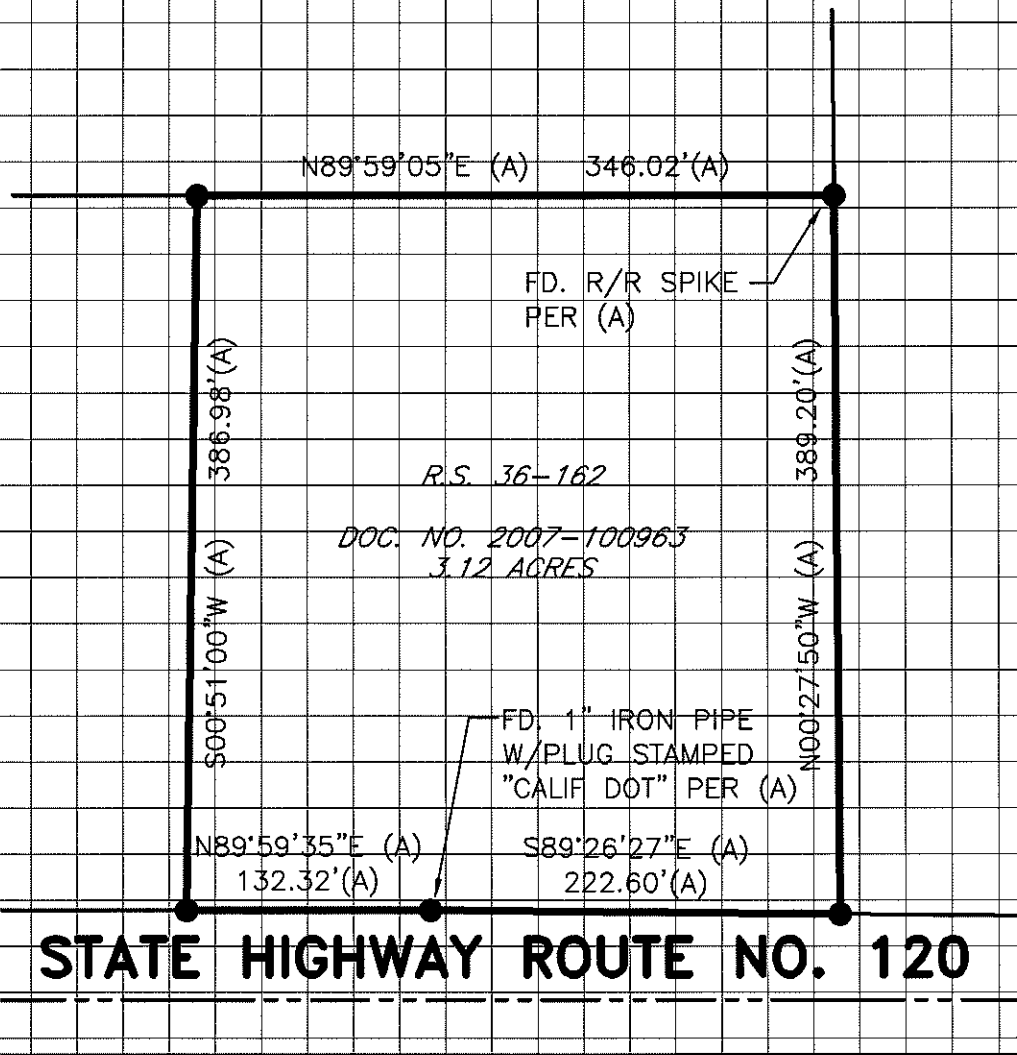 N89°59'05"E (A) 346.02'(A)
FD. R/R SPIKE
PER (A)
386.98'(A)
389.20'(A)
R.S. 36-162
DOC. NO. 2007-100963
3.12 ACRES
S00°51'00"W (A)
N00°27'50"W (A)
FD. 1" IRON PIPE
W/PLUG STAMPED
"CALIF DOT" PER (A)
N89°59'35"E (A)
132.32'(A)
S89°26'27"E (A)
222.60'(A)
STATE HIGHWAY ROUTE NO. 120